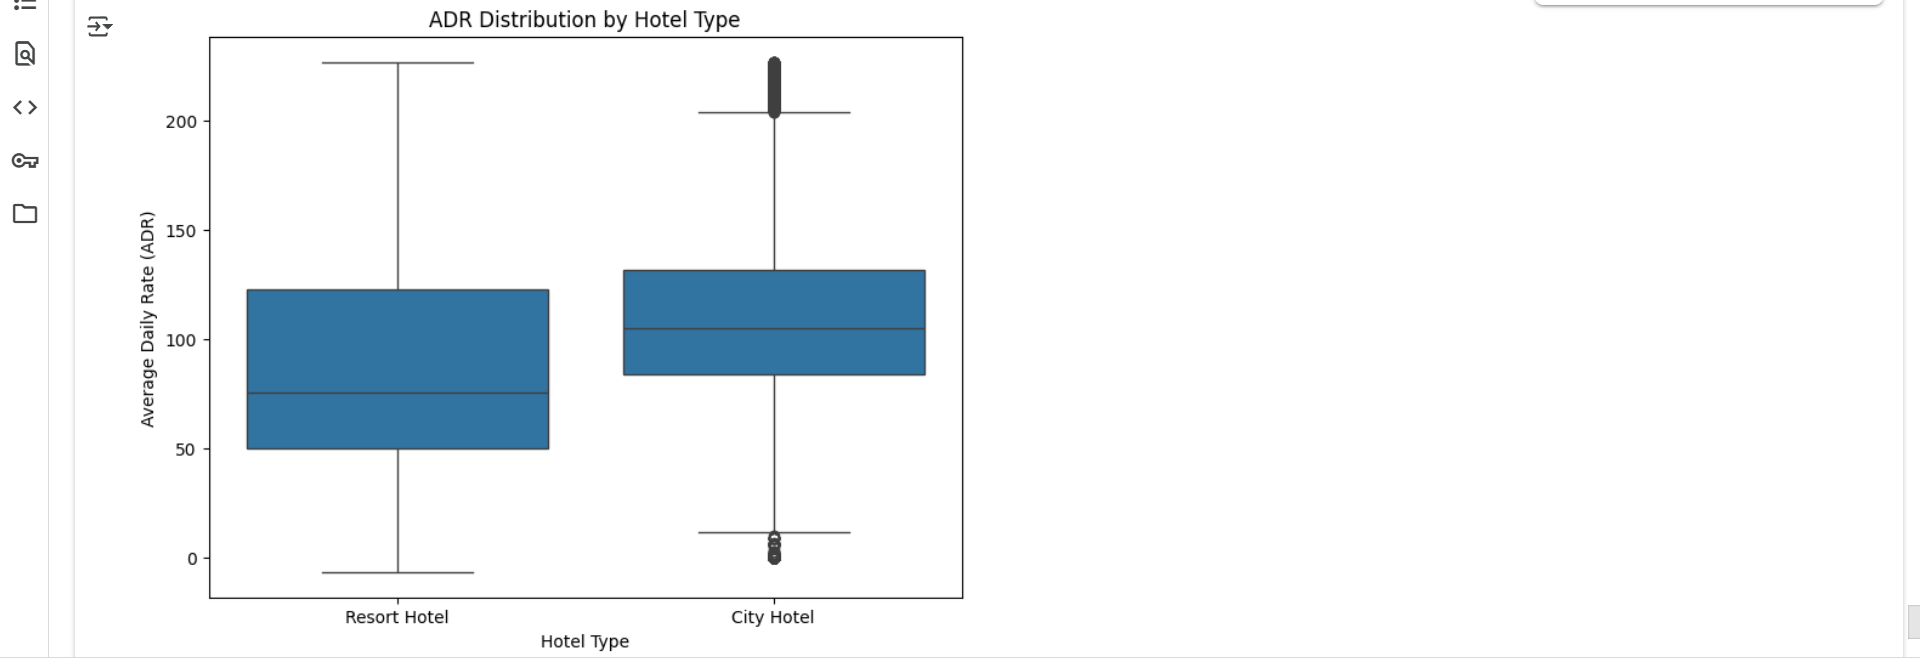 ADR Distribution by Hotel Type
Average Daily Rate (ADR)
200
150
100
50
0
Resort Hotel
City Hotel
Hotel Type